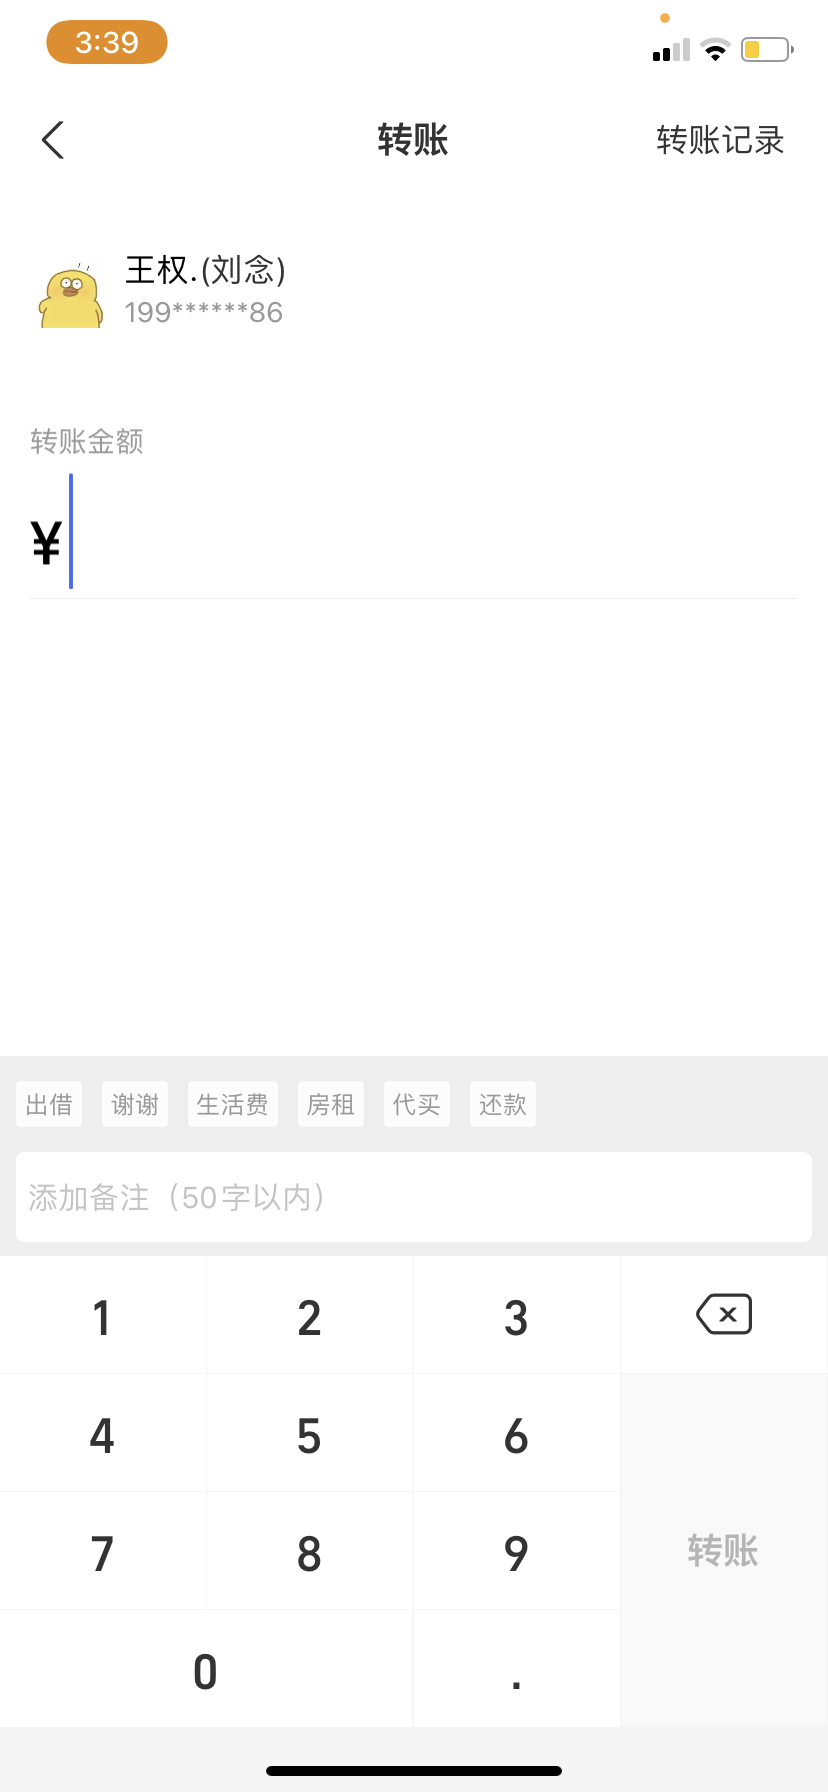 3:39
转账
转账记录
王权.(刘念)
199******86
转账金额
¥
出借 谢谢 生活费 房租 代买 还款
添加备注（50字以内）
1 2 3
4 5 6
7 8 9
转账
0 .